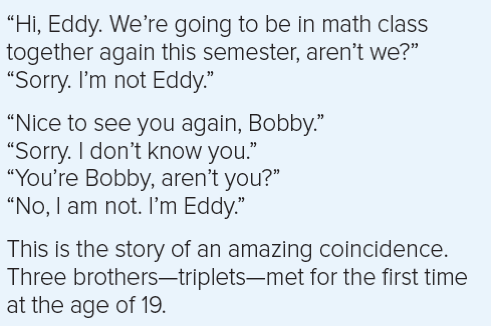 “Hi, Eddy. We’re going to be in math class
together again this semester, aren’t we?”
“Sorry. I’m not Eddy.”
“Nice to see you again, Bobby.”
“Sorry. I don’t know you.”
“You’re Bobby, aren’t you?”
“No, I am not. I’m Eddy.”
This is the story of an amazing coincidence.
Three brothers—triplets—met for the first time
at the age of 19.